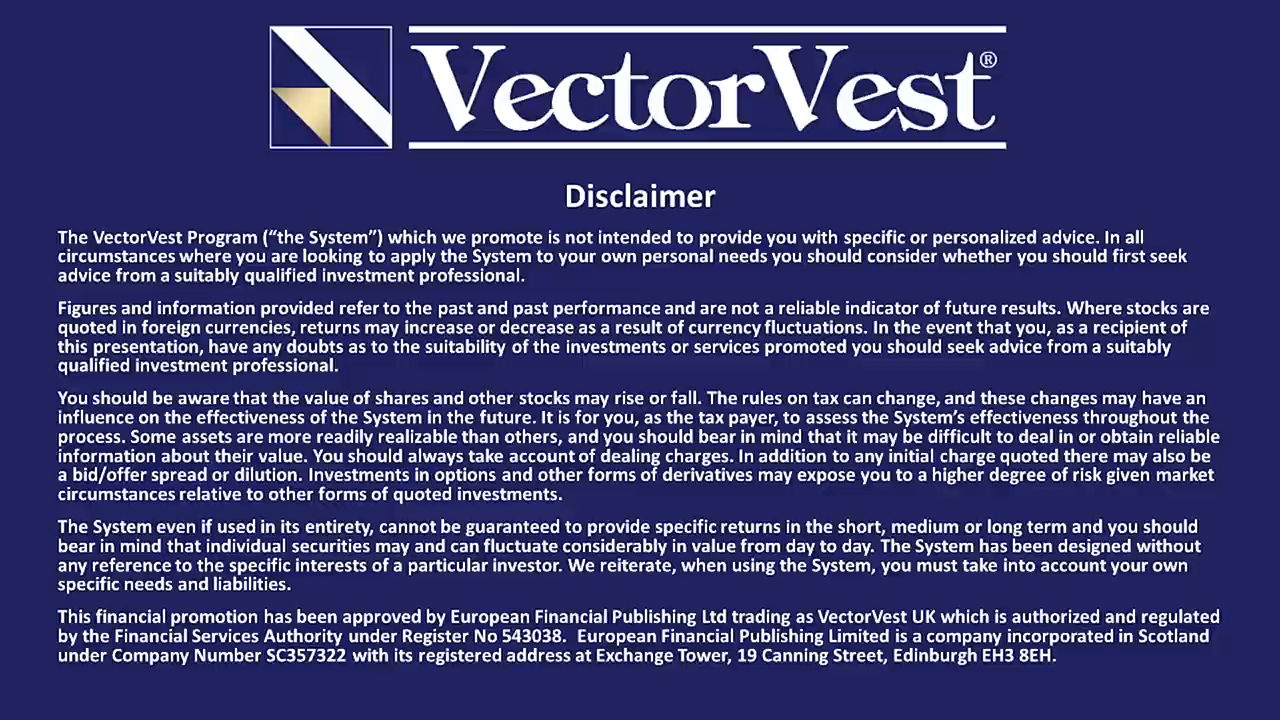 VectorVest®
Disclaimer
The VectorVest Program (“the System”) which we promote is not intended to provide you with specific or personalized advice. In all
circumstances where you are looking to apply the System to your own personal needs you should consider whether you should first seek
advice from a suitably qualified investment professional.
Figures and information provided refer to the past and past performance and are not a reliable indicator of future results. Where stocks are
quoted in foreign currencies, returns may increase or decrease as a result of currency fluctuations. In the event that you, as a recipient of
this presentation, have any doubts as to the suitability of the investments or services promoted you should seek advice from a suitably
qualified investment professional.
You should be aware that the value of shares and other stocks may rise or fall. The rules on tax can change, and these changes may have an
influence on the effectiveness of the System in the future. It is for you, as the tax payer, to assess the System’s effectiveness throughout the
process. Some assets are more readily realizable than others, and you should bear in mind that it may be difficult to deal in or obtain reliable
information about their value. You should always take account of dealing charges. In addition to any initial charge quoted there may also be
a bid/offer spread or dilution. Investments in options and other forms of derivatives may expose you to a higher degree of risk given market
circumstances relative to other forms of quoted investments.
The System even if used in its entirety, cannot be guaranteed to provide specific returns in the short, medium or long term and you should
bear in mind that individual securities may and can fluctuate considerably in value from day to day. The System has been designed without
any reference to the specific interests of a particular investor. We reiterate, when using the System, you must take into account your own
specific needs and liabilities.
This financial promotion has been approved by European Financial Publishing Ltd trading as VectorVest UK which is authorized and regulated
by the Financial Services Authority under Register No 543038. European Financial Publishing Limited is a company incorporated in Scotland
under Company Number SC357322 with its registered address at Exchange Tower, 19 Canning Street, Edinburgh EH3 8EH.